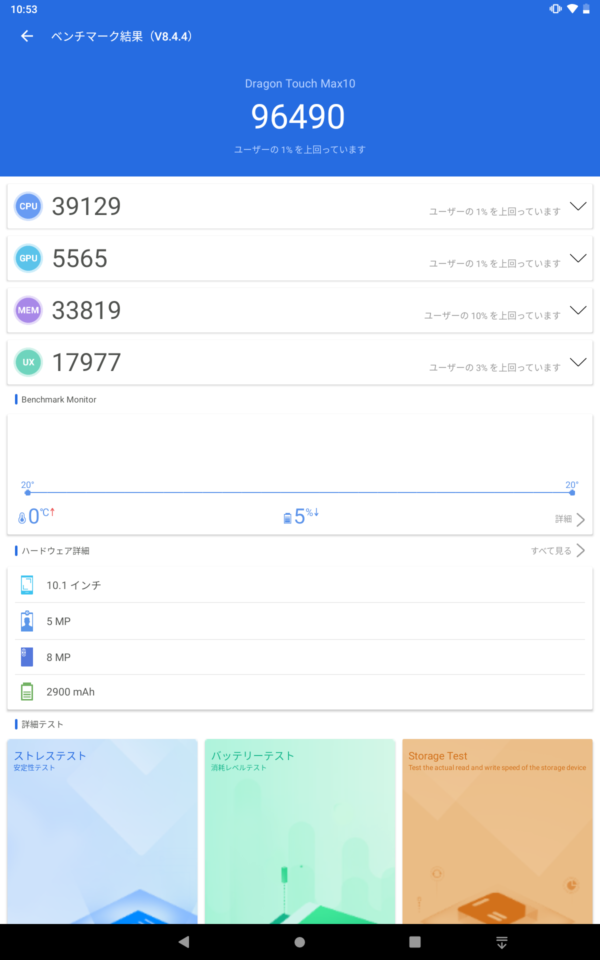 10:53
ベンチマーク結果（V8.4.4）
Dragon Touch Max10
96490
ユーザーの 1% を上回っています
CPU 39129 ユーザーの 1% を上回っています
GPU 5565 ユーザーの 1% を上回っています
MEM 33819 ユーザーの 10% を上回っています
UX 17977 ユーザーの 3% を上回っています
Benchmark Monitor
20° 20°
0℃↑ 5%↓ 詳細
ハードウェア詳細 すべて見る
10.1 インチ
5 MP
8 MP
2900 mAh
詳細テスト
ストレステスト バッテリーテスト Storage Test
安定性テスト 消耗レベルテスト Test the actual read and write speed of the storage device